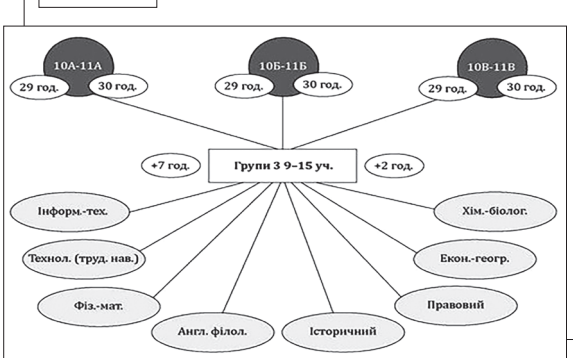 10А-11А
29 год.
30 год.
10Б-11Б
29 год.
30 год.
10В-11В
29 год.
30 год.
+7 год.
Групи З 9–15 уч.
+2 год.
Інформ.-тех.
Хім.-біолог.
Технол. (труд. нав.)
Екон.-геогр.
Фіз.-мат.
Правовий
Англ. філол.
Історичний